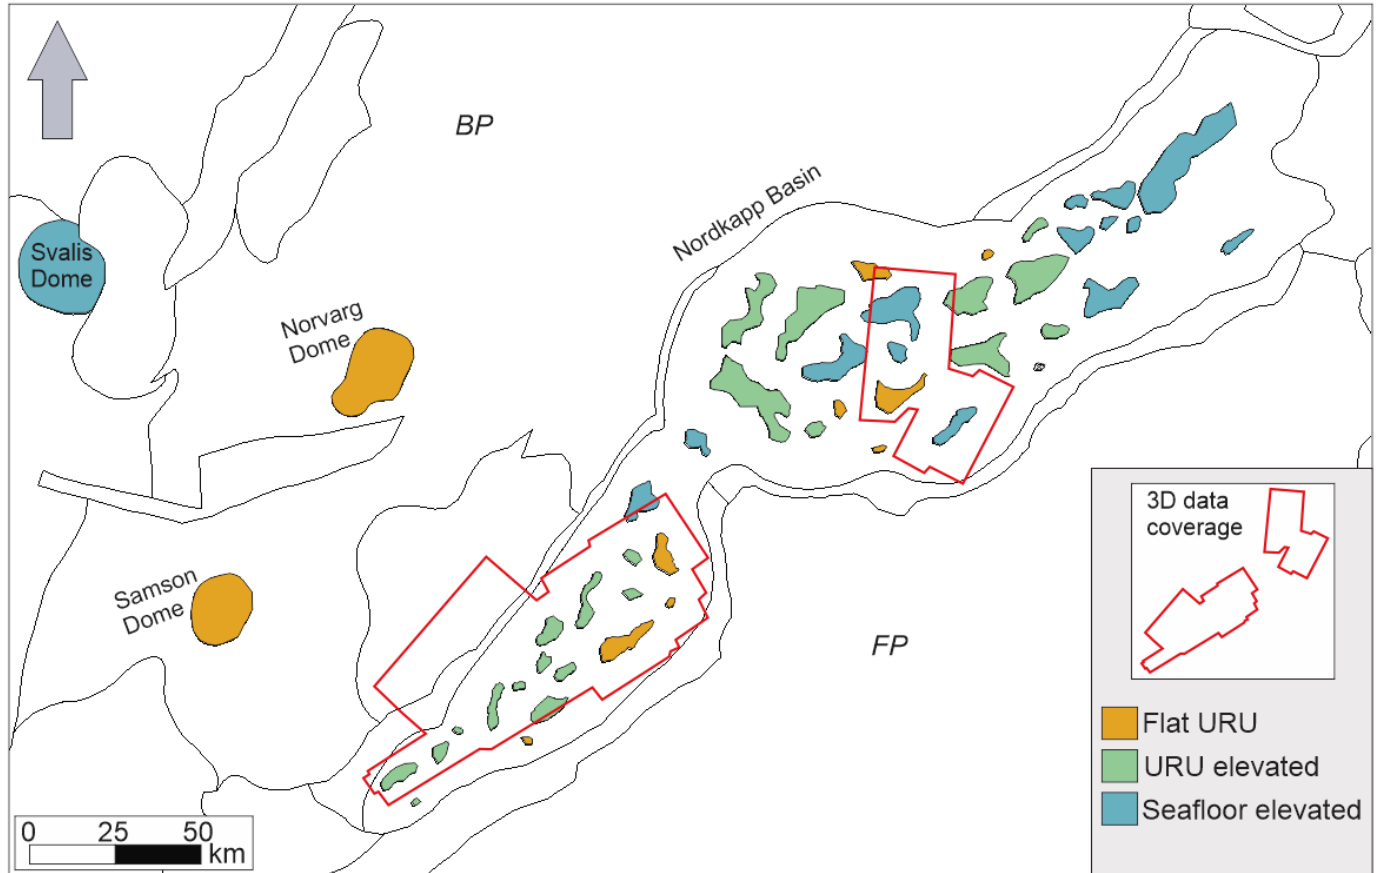 BP
Nordkapp Basin
Svalis
Dome
Norvarg
Dome
Samson
Dome
FP
3D data
coverage
Flat URU
URU elevated
Seafloor elevated
0 25 50
km